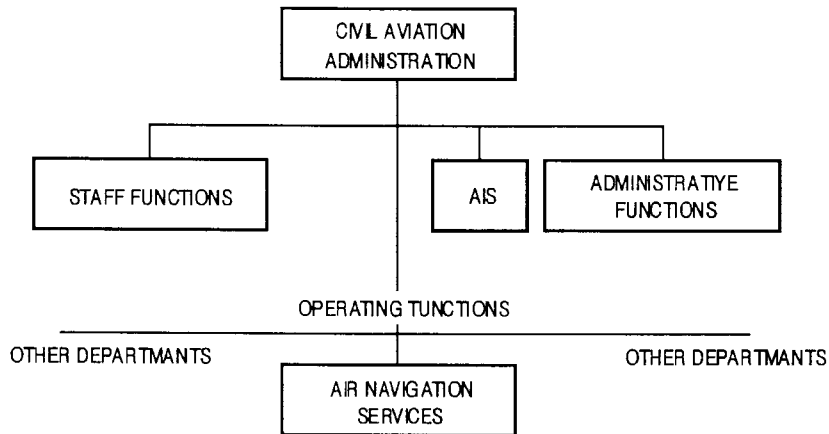 CIVIL AVIATION
ADMINISTRATION
STAFF FUNCTIONS
AIS
ADMINISTRATIYE
FUNCTIONS
OPERATING TUNCTIONS
OTHER DEPARTMANTS
OTHER DEPARTMANTS
AIR NAVIGATION
SERVICES